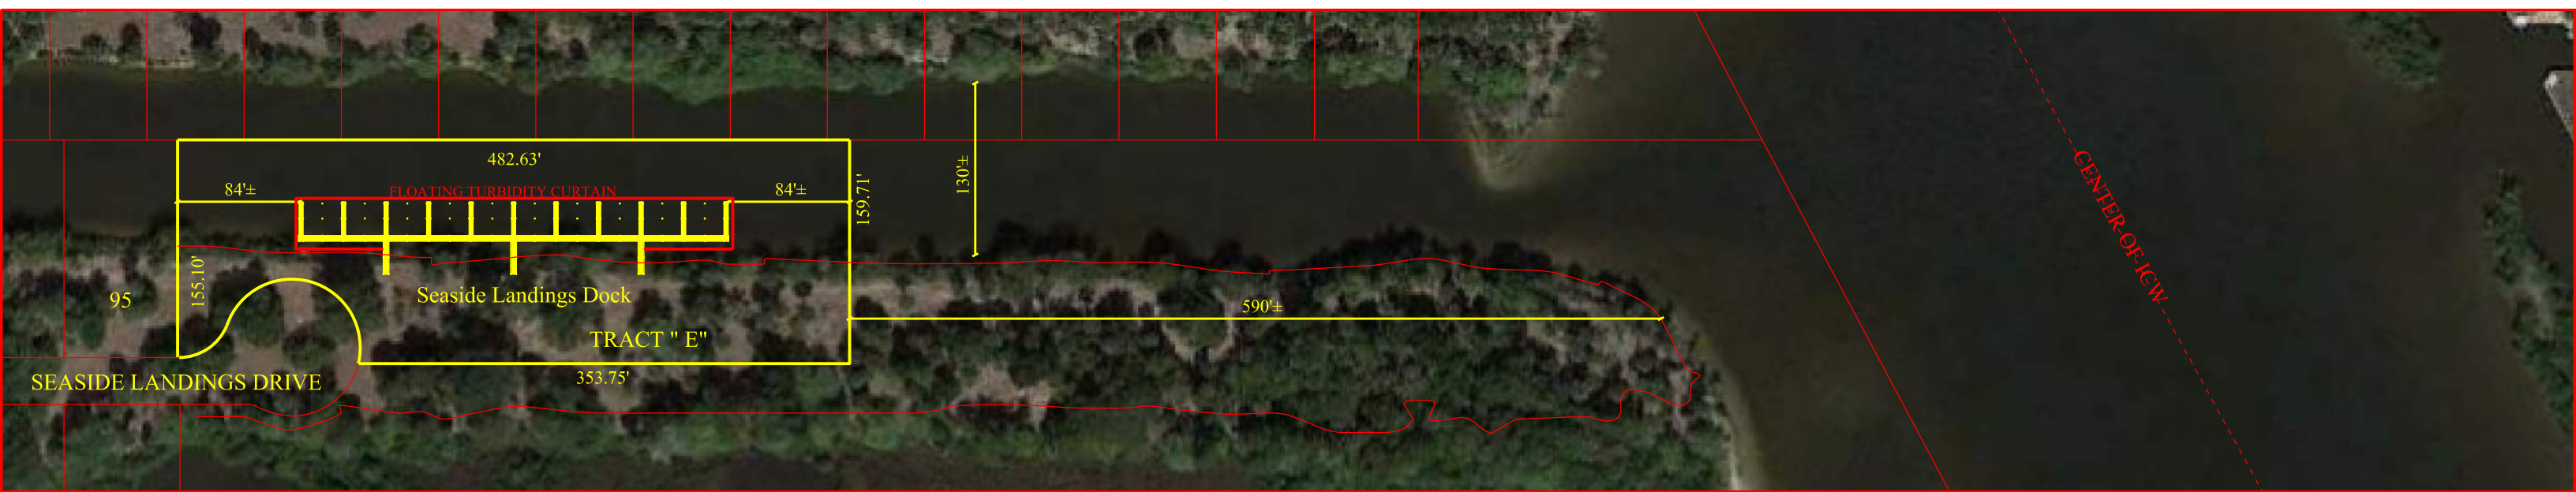 482.63'
84'±
FLOATING TURBIDITY CURTAIN
84'±
159.71'
130'±
155.10'
95
Seaside Landings Dock
590'±
TRACT " E"
SEASIDE LANDINGS DRIVE
353.75'
CENTER-OF-ICW